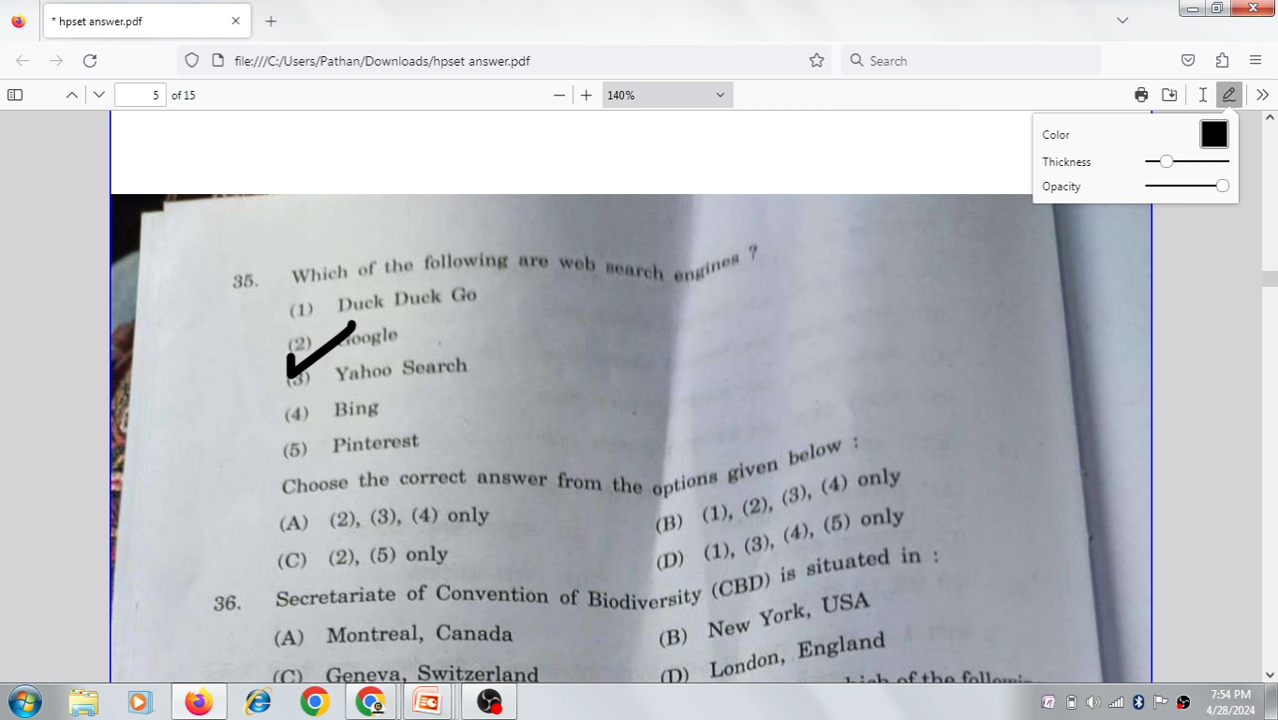 * hpset answer.pdf
file:///C:/Users/Pathan/Downloads/hpset answer.pdf
Search
5 of 15
140%
Color
Thickness
Opacity
35. Which of the following are web search engines ?
(1) Duck Duck Go
(2) Google
(3) Yahoo Search
(4) Bing
(5) Pinterest
Choose the correct answer from the options given below :
(A) (2), (3), (4) only
(B) (1), (2), (3), (4) only
(C) (2), (5) only
(D) (1), (3), (4), (5) only
36. Secretariate of Convention of Biodiversity (CBD) is situated in :
(A) Montreal, Canada
(B) New York, USA
(C) Geneva, Switzerland
(D) London, England
of the
7:54 PM
4/28/2024